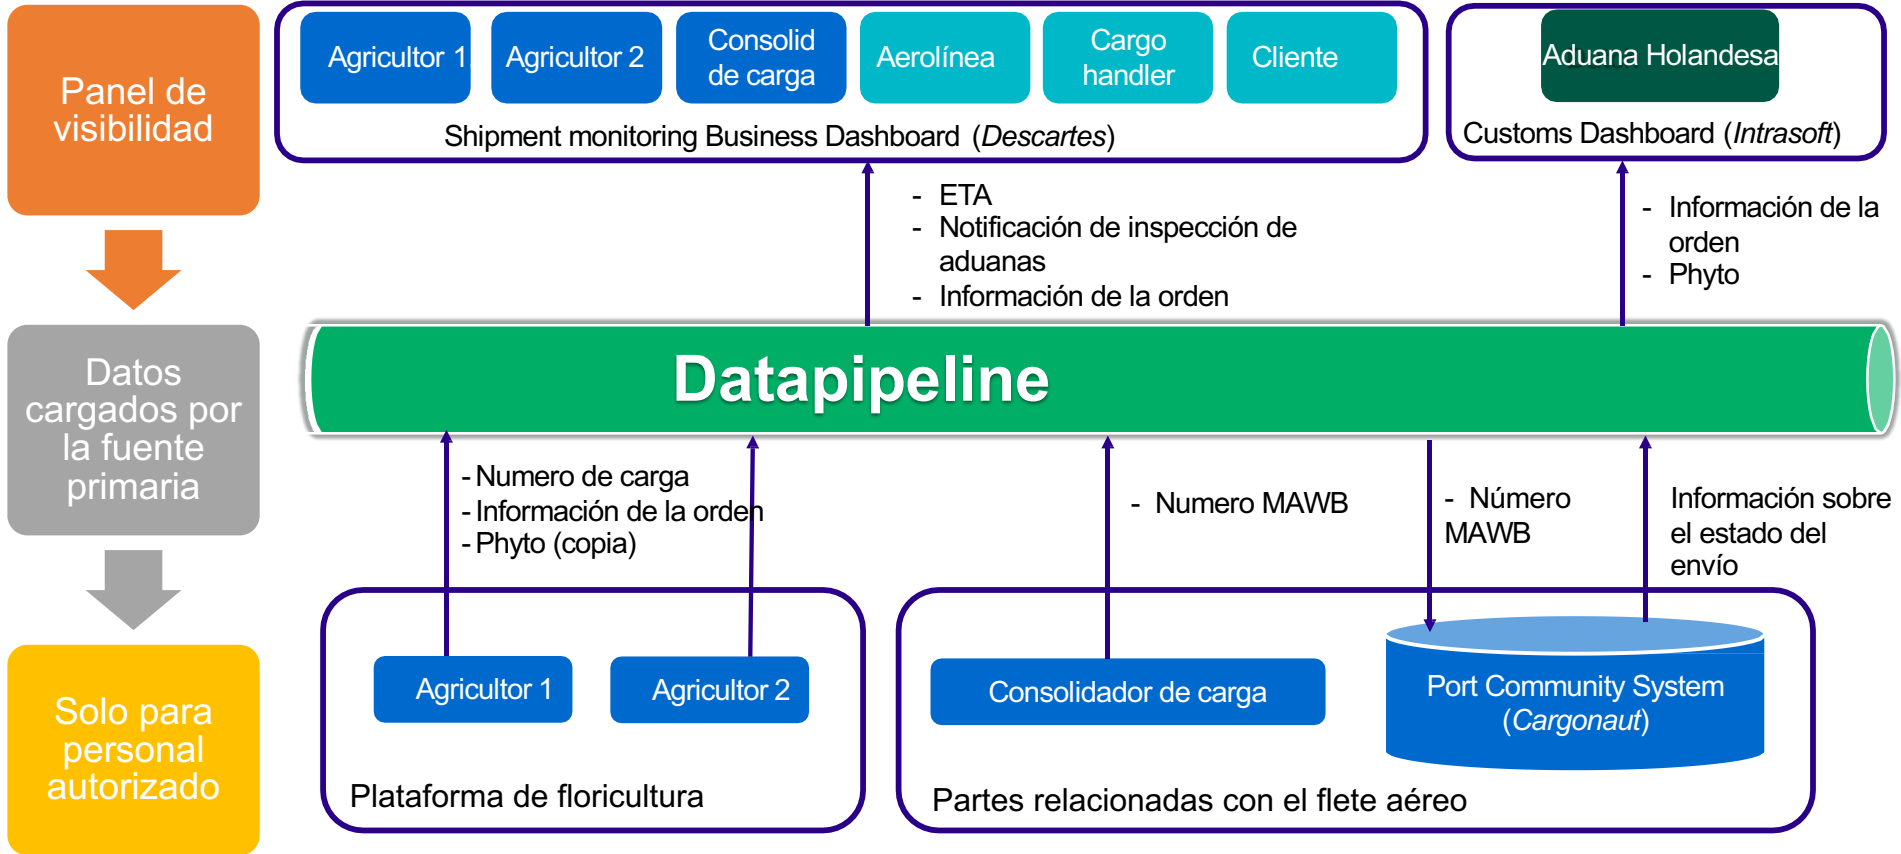 Panel de
visibilidad
Agricultor 1
Agricultor 2
Consolid
de carga
Aerolínea
Cargo
handler
Cliente
Shipment monitoring Business Dashboard (Descartes)
Aduana Holandesa
Customs Dashboard (Intrasoft)
- ETA
- Notificación de inspección de
aduanas
- Información de la orden
- Información de la
orden
- Phyto
Datos
cargados por
la fuente
primaria
Datapipeline
- Numero de carga
- Información de la orden
- Phyto (copia)
- Numero MAWB
- Número
MAWB
Información sobre
el estado del
envío
Solo para
personal
autorizado
Agricultor 1
Agricultor 2
Plataforma de floricultura
Consolidador de carga
Port Community System
(Cargonaut)
Partes relacionadas con el flete aéreo